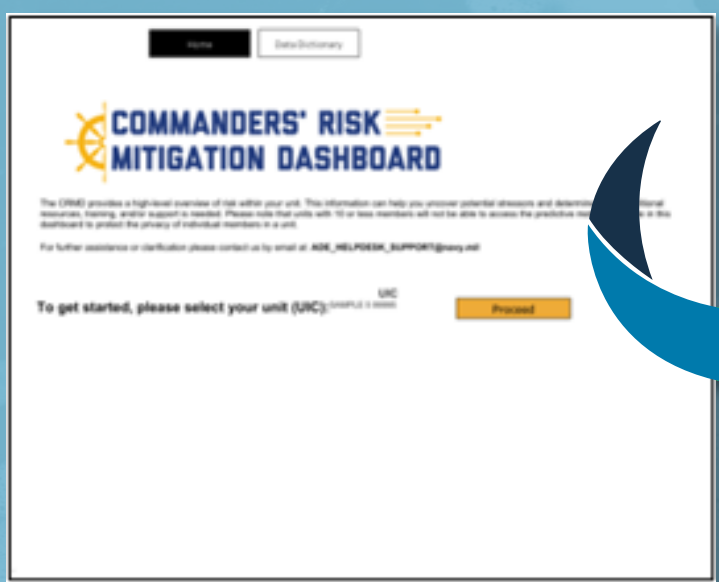 Home
Data Dictionary
COMMANDERS' RISK
MITIGATION DASHBOARD
The CRMD provides a high-level overview of risk within your unit. This information can help you uncover potential stressors and determine
resources, training, and/or support is needed. Please note that units with 10 or less members will not be able to access the predictive in this
dashboard to protect the privacy of individual members in a unit.
For further assistance or clarification please contact us by email at ADE_HELPDESK_SUPPORT@navy.mil
UIC
To get started, please select your unit (UIC): SAMPLE
Proceed